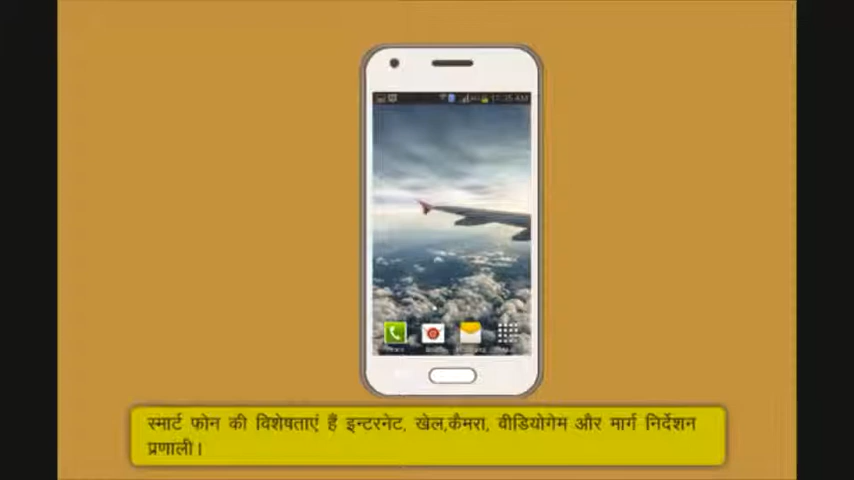 स्मार्ट फोन की विशेषताएं हैं इन्टरनेट, खेल,कैमरा, वीडियोगेम और मार्ग निर्देशन
प्रणाली।